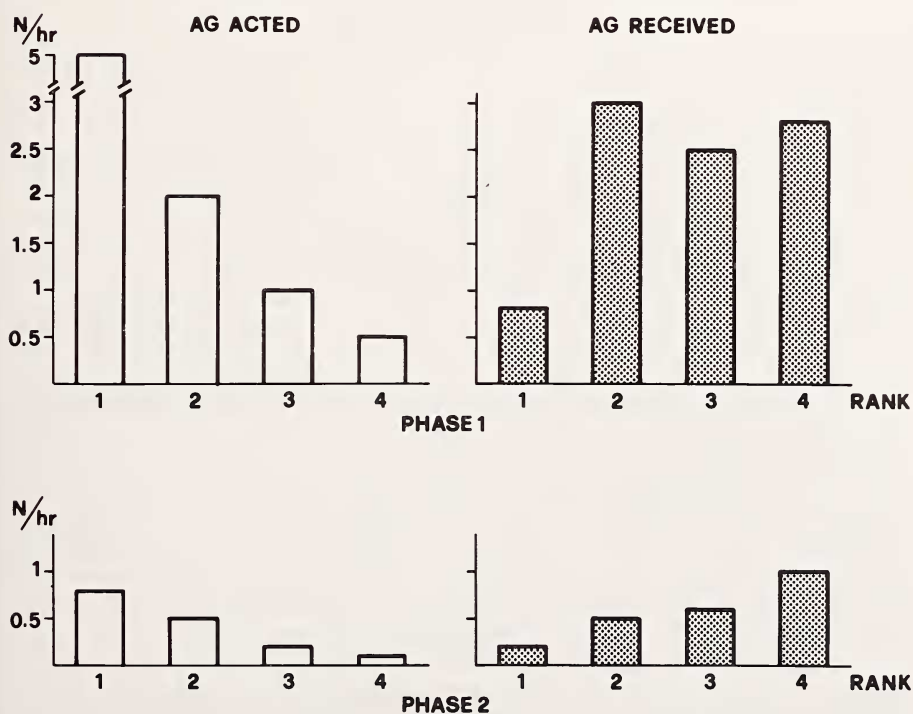 N/hr
AG ACTED
AG RECEIVED
5
3
2.5
2
1.5
1
0.5
1 2 3 4
1 2 3 4 RANK
PHASE 1
N/hr
1
0.5
1 2 3 4
1 2 3 4 RANK
PHASE 2